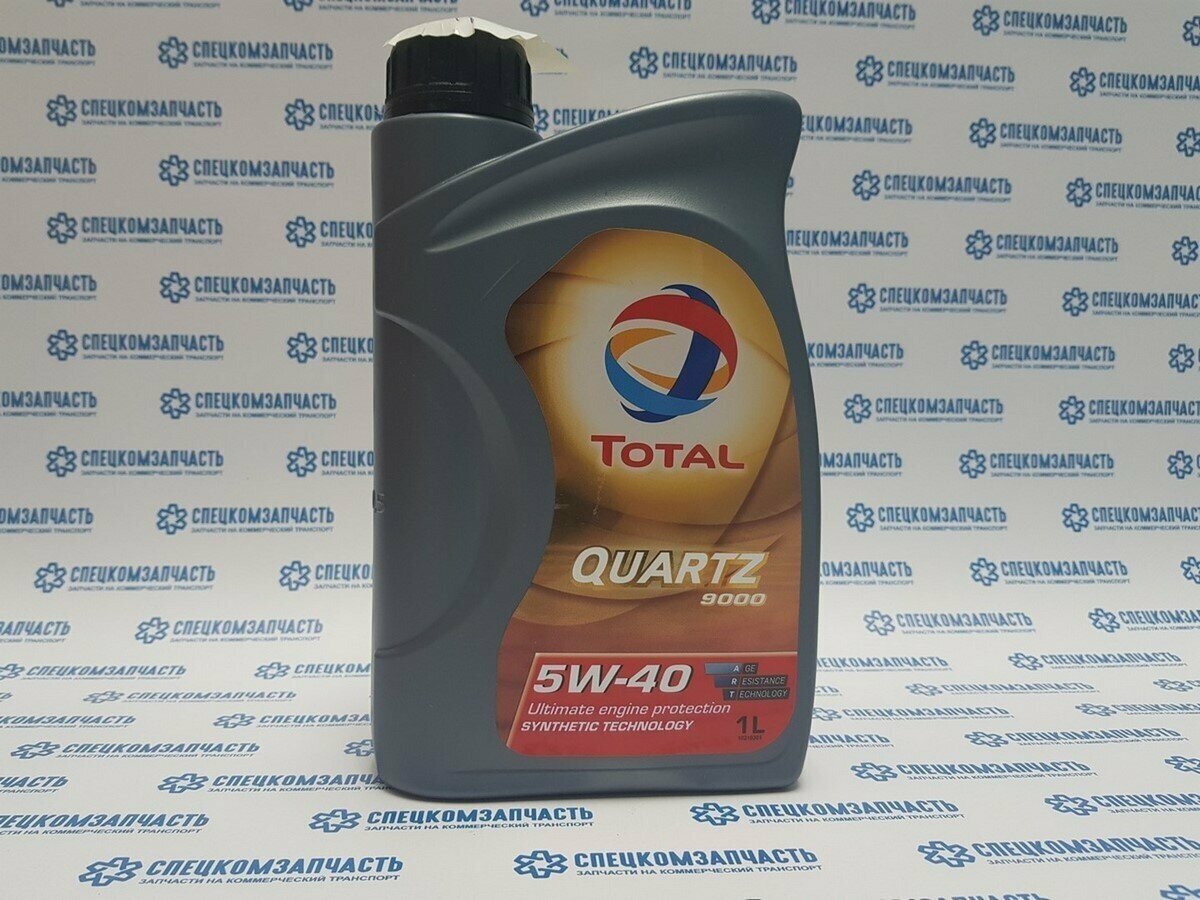 СПЕЦКОМЗАПЧАСТЬ
ЗАПЧАСТИ НА КОММЕРЧЕСКИЙ ТРАНСПОРТ
TOTAL
QUARTZ
9000
5W-40
AGE
RESISTANCE
TECHNOLOGY
Ultimate engine protection
SYNTHETIC TECHNOLOGY
1L